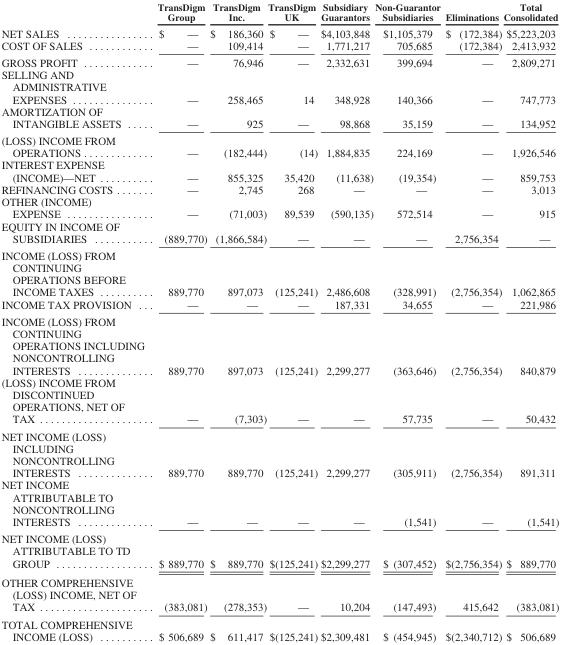 TransDigm Group TransDigm Inc. TransDigm UK Subsidiary Guarantors Non-Guarantor Subsidiaries Eliminations Total Consolidated
NET SALES ............... $ — $ 186,360 $ — $4,103,848 $1,105,379 $ (172,384) $5,223,203
COST OF SALES ........... — 109,414 — 1,771,217 705,685 (172,384) 2,413,932
GROSS PROFIT ............ — 76,946 — 2,332,631 399,694 — 2,809,271
SELLING AND
ADMINISTRATIVE
EXPENSES ............... — 258,465 14 348,928 140,366 — 747,773
AMORTIZATION OF
INTANGIBLE ASSETS ..... — 925 — 98,868 35,159 — 134,952
(LOSS) INCOME FROM
OPERATIONS ............. — (182,444) (14) 1,884,835 224,169 — 1,926,546
INTEREST EXPENSE
(INCOME)—NET .......... — 855,325 35,420 (11,638) (19,354) — 859,753
REFINANCING COSTS ....... — 2,745 268 — — — 3,013
OTHER (INCOME)
EXPENSE ................ — (71,003) 89,539 (590,135) 572,514 — 915
EQUITY IN INCOME OF
SUBSIDIARIES ........... (889,770) (1,866,584) — — — 2,756,354 —
INCOME (LOSS) FROM
CONTINUING
OPERATIONS BEFORE
INCOME TAXES .......... 889,770 897,073 (125,241) 2,486,608 (328,991) (2,756,354) 1,062,865
INCOME TAX PROVISION ... — — — 187,331 34,655 — 221,986
INCOME (LOSS) FROM
CONTINUING
OPERATIONS INCLUDING
NONCONTROLLING
INTERESTS .............. 889,770 897,073 (125,241) 2,299,277 (363,646) (2,756,354) 840,879
(LOSS) INCOME FROM
DISCONTINUED
OPERATIONS, NET OF
TAX .................... — (7,303) — — 57,735 — 50,432
NET INCOME (LOSS)
INCLUDING
NONCONTROLLING
INTERESTS .............. 889,770 889,770 (125,241) 2,299,277 (305,911) (2,756,354) 891,311
NET INCOME
ATTRIBUTABLE TO
NONCONTROLLING
INTERESTS .............. — — — — (1,541) — (1,541)
NET INCOME (LOSS)
ATTRIBUTABLE TO TD
GROUP .................. $ 889,770 $ 889,770 $(125,241) $2,299,277 $ (307,452) $(2,756,354) $ 889,770
OTHER COMPREHENSIVE
(LOSS) INCOME, NET OF
TAX .................... (383,081) (278,353) — 10,204 (147,493) 415,642 (383,081)
TOTAL COMPREHENSIVE
INCOME (LOSS) .......... $ 506,689 $ 611,417 $(125,241) $2,309,481 $ (454,945) $(2,340,712) $ 506,689